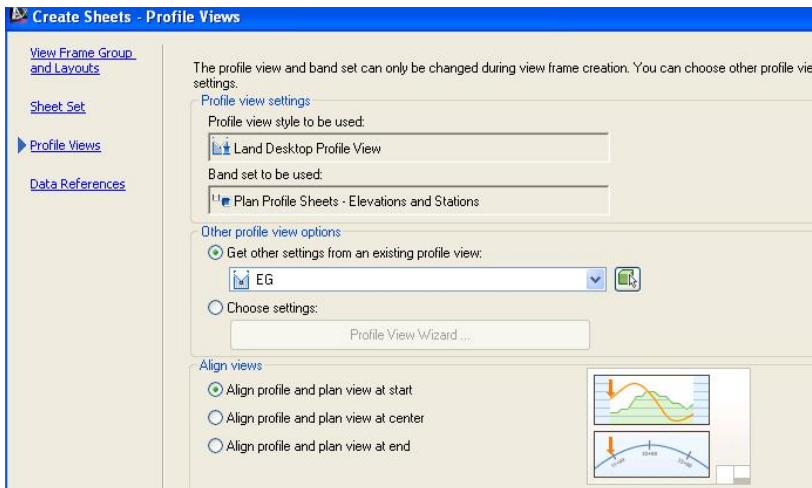 Create Sheets - Profile Views
View Frame Group
and Layouts
Sheet Set
Profile Views
Data References
The profile view and band set can only be changed during view frame creation. You can choose other profile vie
settings.
Profile view settings
Profile view style to be used:
Land Desktop Profile View
Band set to be used:
Plan Profile Sheets - Elevations and Stations
Other profile view options
Get other settings from an existing profile view:
EG
Choose settings:
Profile View Wizard ...
Align views
Align profile and plan view at start
Align profile and plan view at center
Align profile and plan view at end